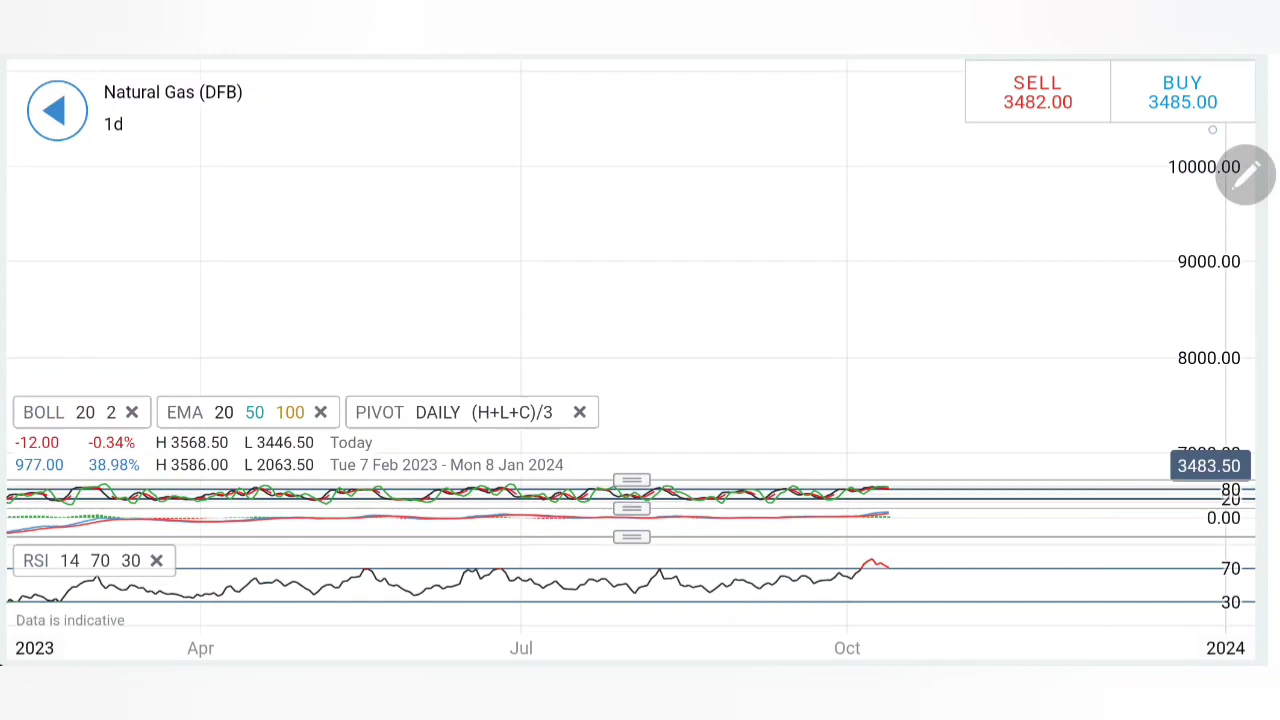 Natural Gas (DFB)
1d
SELL
3482.00
BUY
3485.00
10000.00
9000.00
8000.00
BOLL 20 2
EMA 20 50 100
PIVOT DAILY (H+L+C)/3
-12.00 -0.34% H 3568.50 L 3446.50 Today
977.00 38.98% H 3586.00 L 2063.50 Tue 7 Feb 2023 - Mon 8 Jan 2024
3483.50
80
20
0.00
RSI 14 70 30
70
30
Data is indicative
2023 Apr Jul Oct 2024